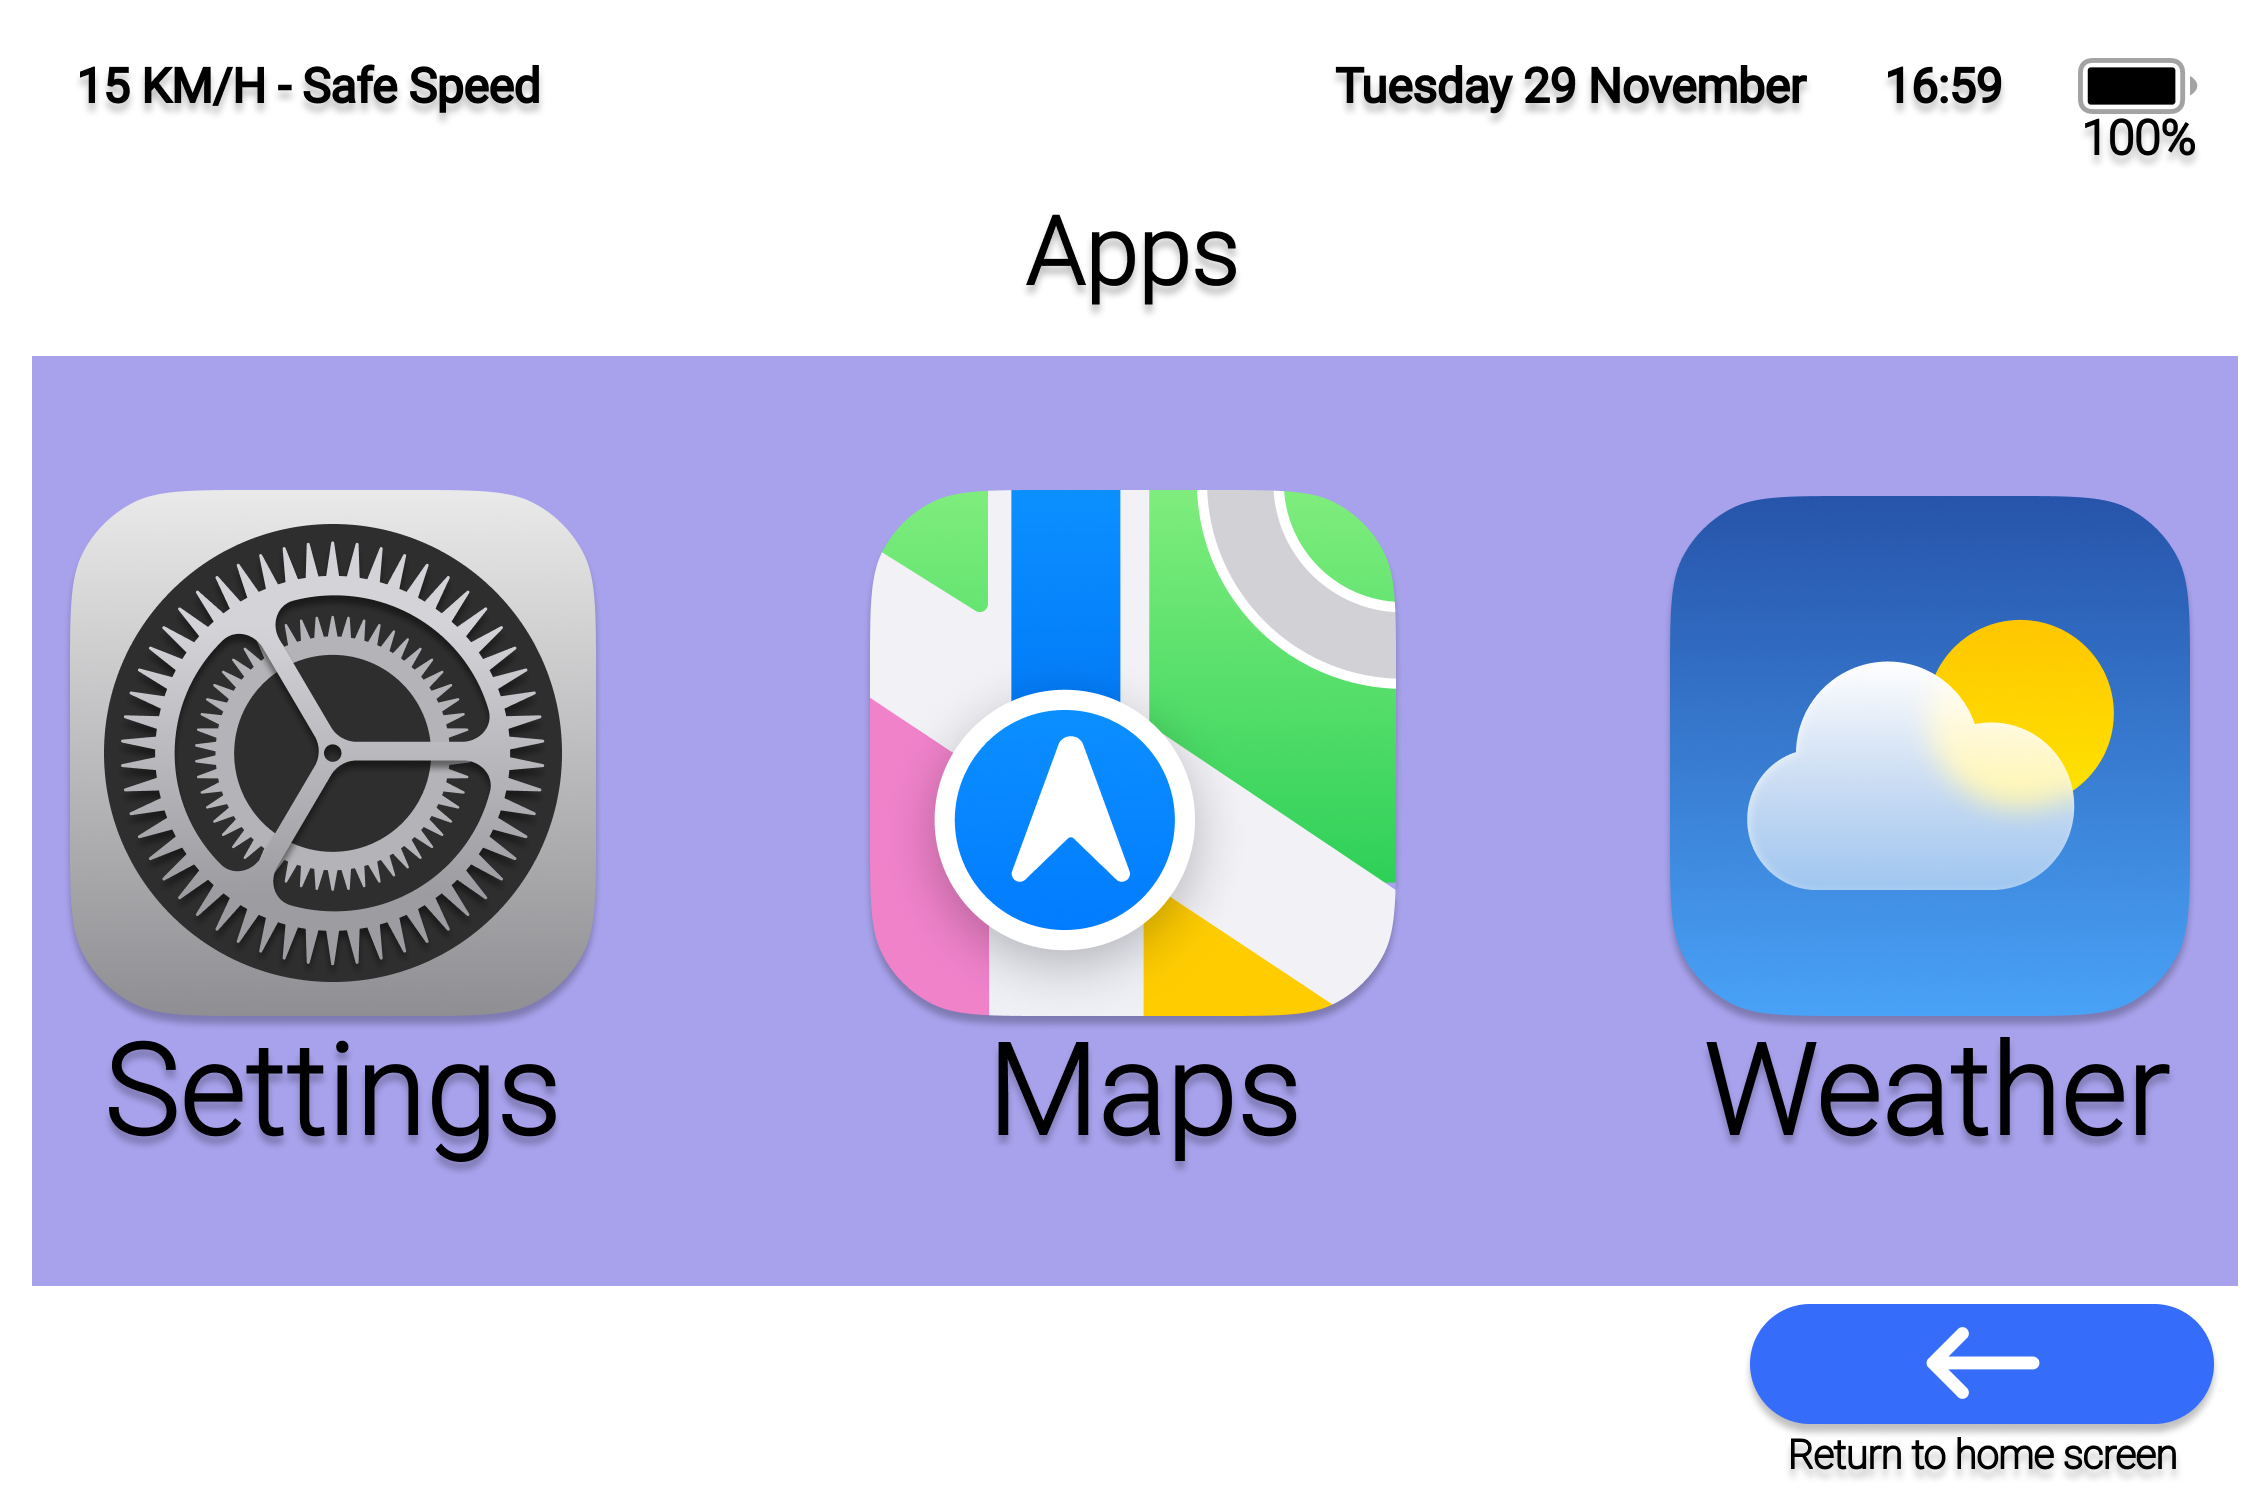 15 KM/H - Safe Speed
Tuesday 29 November
16:59
100%
Apps
Settings
Maps
Weather
Return to home screen